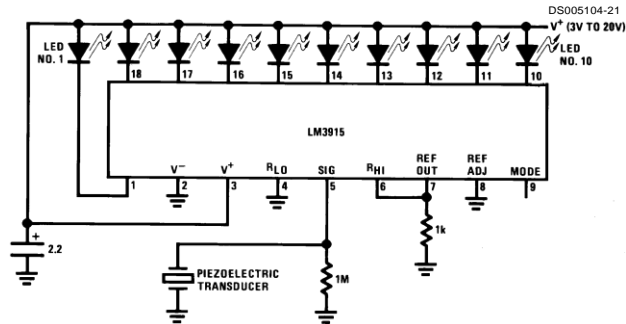 DS005104-21
V+ (3V TO 20V)
LED
NO. 1
LED
NO. 10
18
17
16
15
14
13
12
11
10
LM3915
V−
V+
RLO
SIG
RHI
REF
OUT
REF
ADJ
MODE
1
2
3
4
5
6
7
8
9
+
2.2
PIEZOELECTRIC
TRANSDUCER
1M
1k